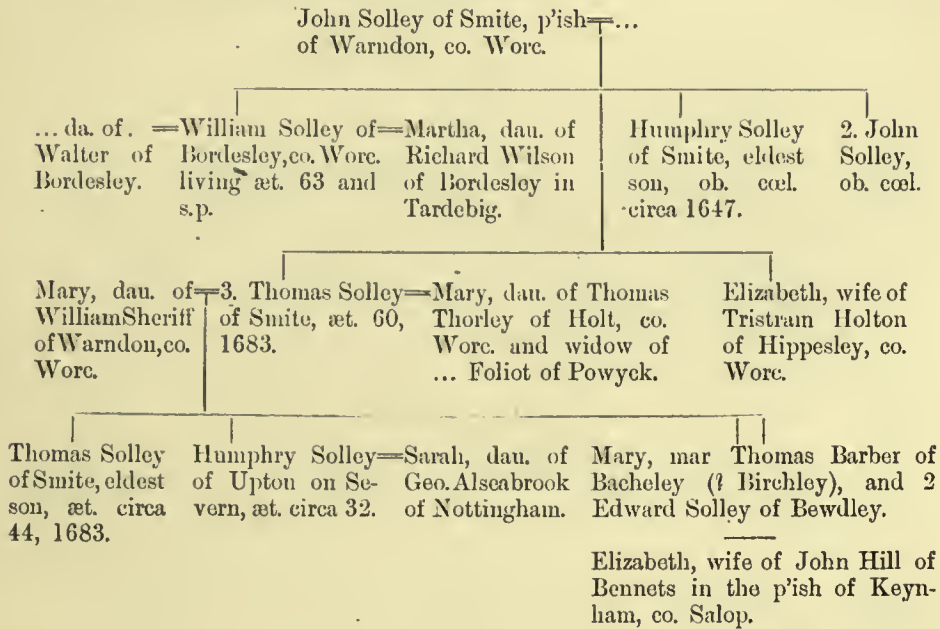 John Solley of Smite, p'ish=...
of Warndon, co. Worc.
... da. of . =
Walter of
Bordesley.
William Solley of=
Bordesley, co. Worc.
living æt. 63 and
s.p.
Martha, dau. of
Richard Wilson
of Bordesley in
Tardebig.
Humphry Solley
of Smite, eldest
son, ob. cœl.
circa 1647.
2. John
Solley,
ob. cœl.
Mary, dau. of=
William Sheriff
of Warndon, co.
Worc.
3. Thomas Solley=
of Smite, æt. 60,
1683.
Mary, dau. of Thomas
Thorley of Holt, co.
Worc. and widow of
... Foliot of Powyck.
Elizabeth, wife of
Tristram Holton
of Hippesley, co.
Worc.
Thomas Solley
of Smite, eldest
son, æt. circa
44, 1683.
Humphry Solley=
of Upton on Se-
vern, æt. circa 32.
Sarah, dau. of
Geo. Alseabrook
of Nottingham.
Mary, mar Thomas Barber of
Bacheley (? Birchley), and 2
Edward Solley of Bewdley.
Elizabeth, wife of John Hill of
Bennets in the p'ish of Keyn-
ham, co. Salop.